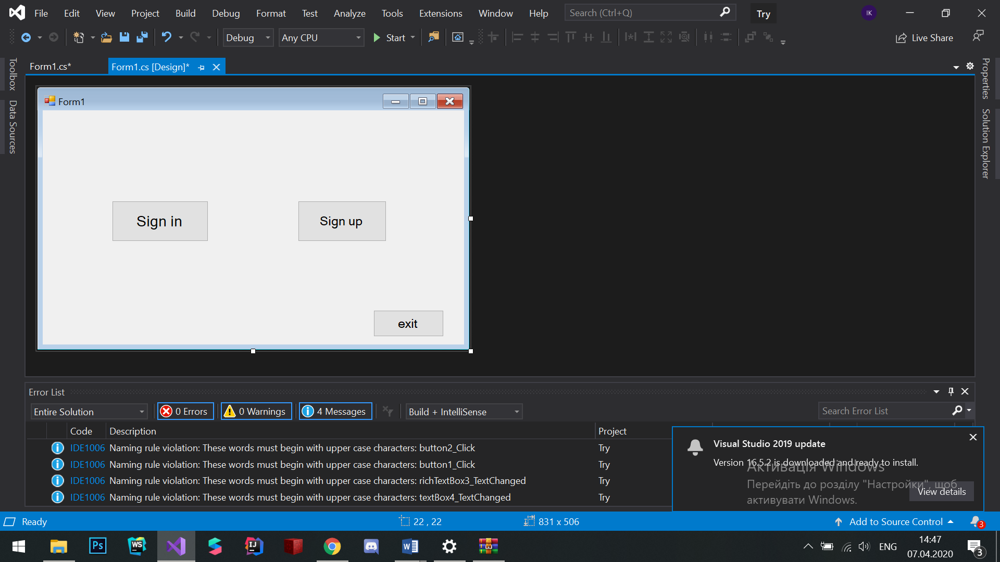 File Edit View Project Build Debug Format Test Analyze Tools Extensions Window Help Search (Ctrl+Q) Try IK
Debug Any CPU Start Live Share
Toolbox
Data Sources
Form1.cs* Form1.cs [Design]*
Properties
Solution Explorer
Form1
Sign in Sign up
exit
Error List
Entire Solution 0 Errors 0 Warnings 4 Messages Build + IntelliSense Search Error List
Code Description Project
IDE1006 Naming rule violation: These words must begin with upper case characters: button2_Click Try
IDE1006 Naming rule violation: These words must begin with upper case characters: button1_Click Try
IDE1006 Naming rule violation: These words must begin with upper case characters: richTextBox3_TextChanged Try
IDE1006 Naming rule violation: These words must begin with upper case characters: textBox4_TextChanged Try
Visual Studio 2019 update
Version 16.5.2 is downloaded and ready to install.
View details
Активація Windows
Перейдіть до розділу "Настройки", щоб
активувати Windows.
Ready 22 , 22 831 x 506 Add to Source Control 3
Ps WS IJ W ENG 14:47
07.04.2020 3